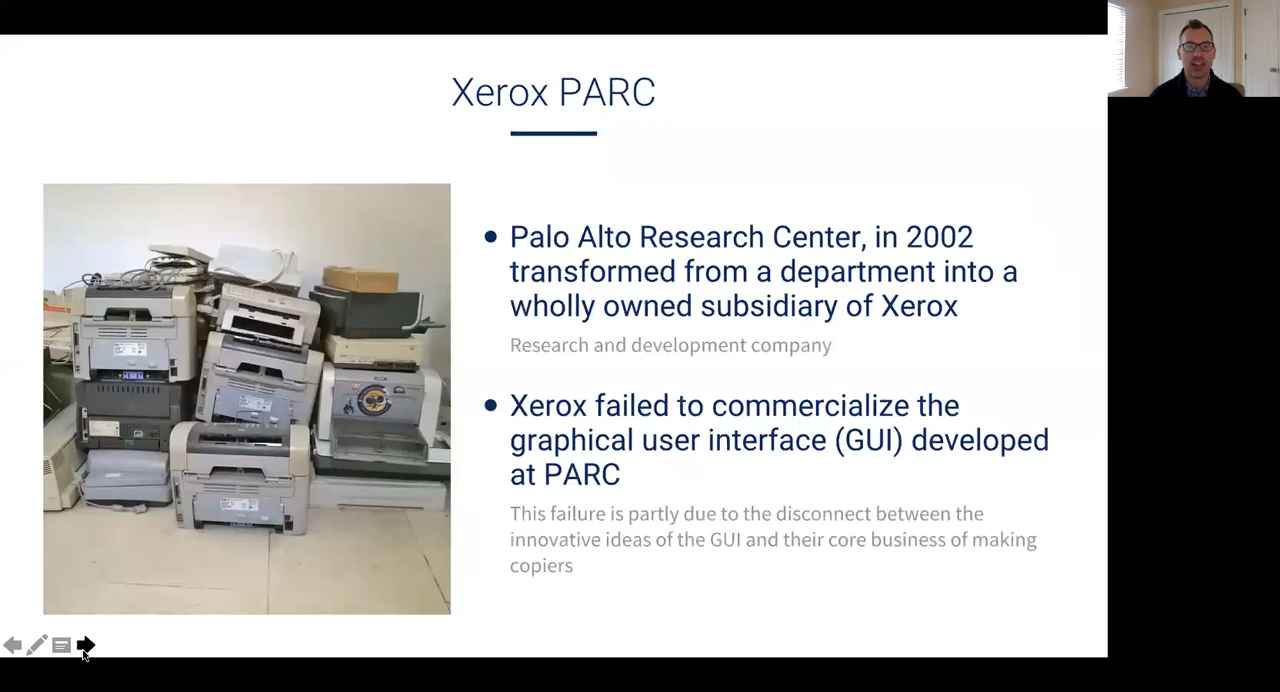 Xerox PARC
Palo Alto Research Center, in 2002
transformed from a department into a
wholly owned subsidiary of Xerox
Research and development company
Xerox failed to commercialize the
graphical user interface (GUI) developed
at PARC
This failure is partly due to the disconnect between the
innovative ideas of the GUI and their core business of making
copiers